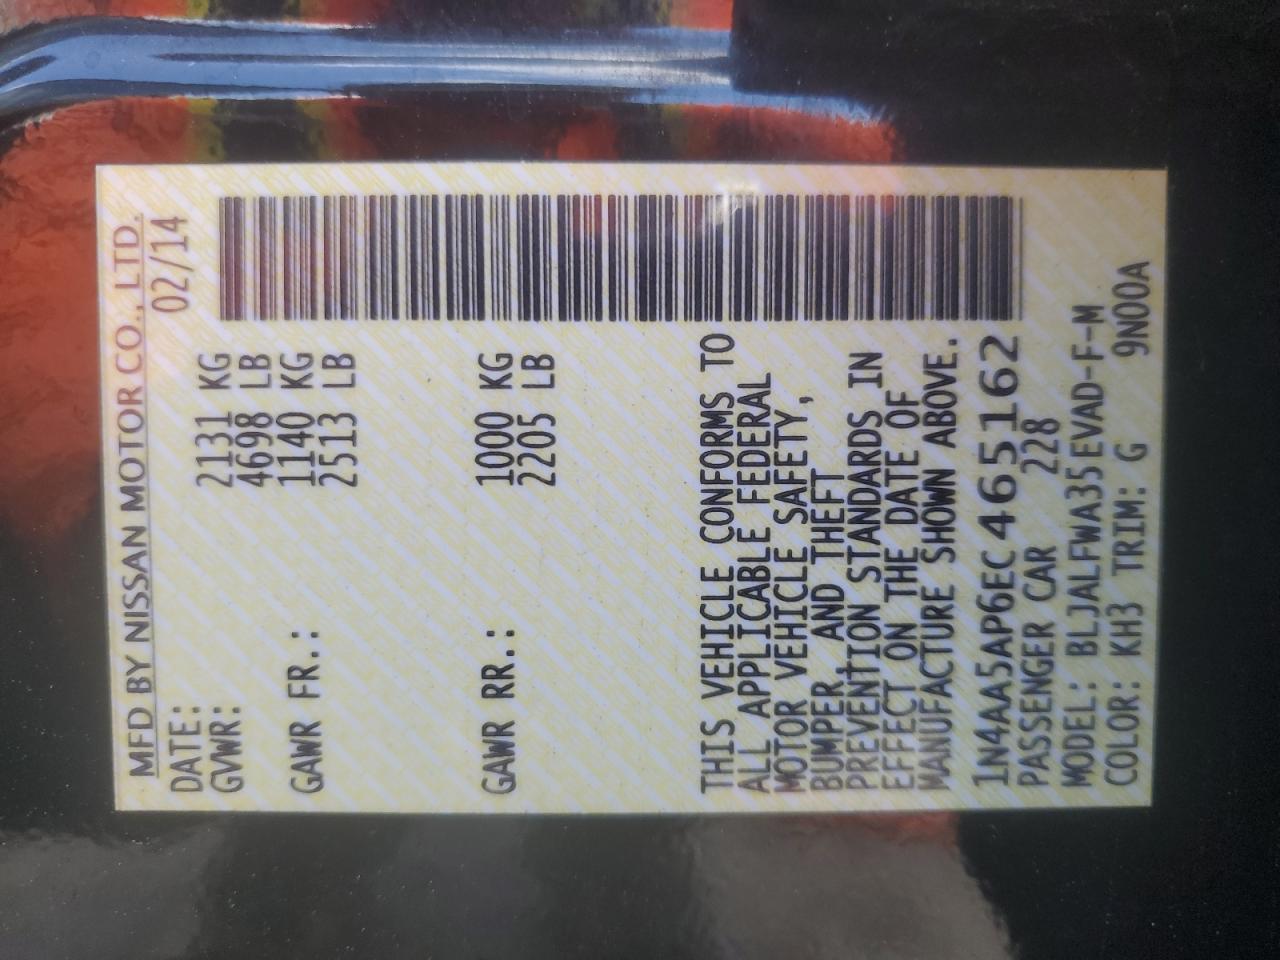 MFD BY NISSAN MOTOR CO., LTD.
DATE: 02/14
GVWR: 2131 KG
4698 LB
GAWR FR.: 1140 KG
2513 LB
GAWR RR.: 1000 KG
2205 LB
THIS VEHICLE CONFORMS TO
ALL APPLICABLE FEDERAL
MOTOR VEHICLE SAFETY,
BUMPER, AND THEFT
PREVENTION STANDARDS IN
EFFECT ON THE DATE OF
MANUFACTURE SHOWN ABOVE.
1N4AA5AP6EC465162
PASSENGER CAR 228
MODEL: BLJALFWA35EVAD-F-M
COLOR: KH3 TRIM: G 9N00A